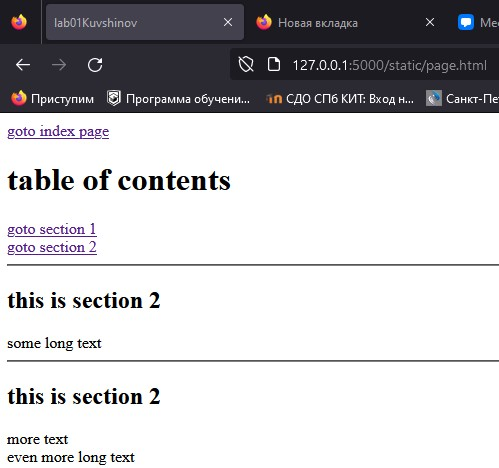 lab01Kuvshinov
Новая вкладка
Мес
127.0.0.1:5000/static/page.html
Приступим
Программа обучени...
СДО СПб КИТ: Вход н...
Санкт-Пет
goto index page
table of contents
goto section 1
goto section 2
this is section 2
some long text
this is section 2
more text
even more long text